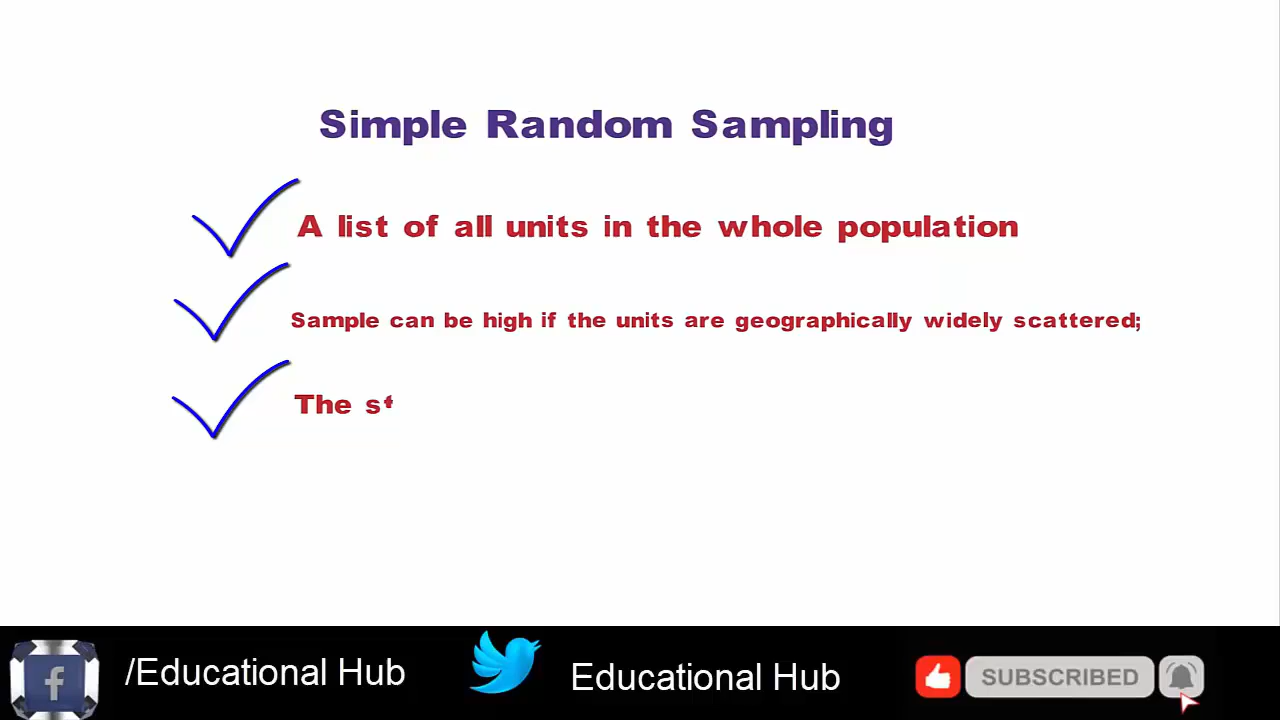 Simple Random Sampling
A list of all units in the whole population
Sample can be high if the units are geographically widely scattered;
The st
/Educational Hub
Educational Hub
SUBSCRIBED